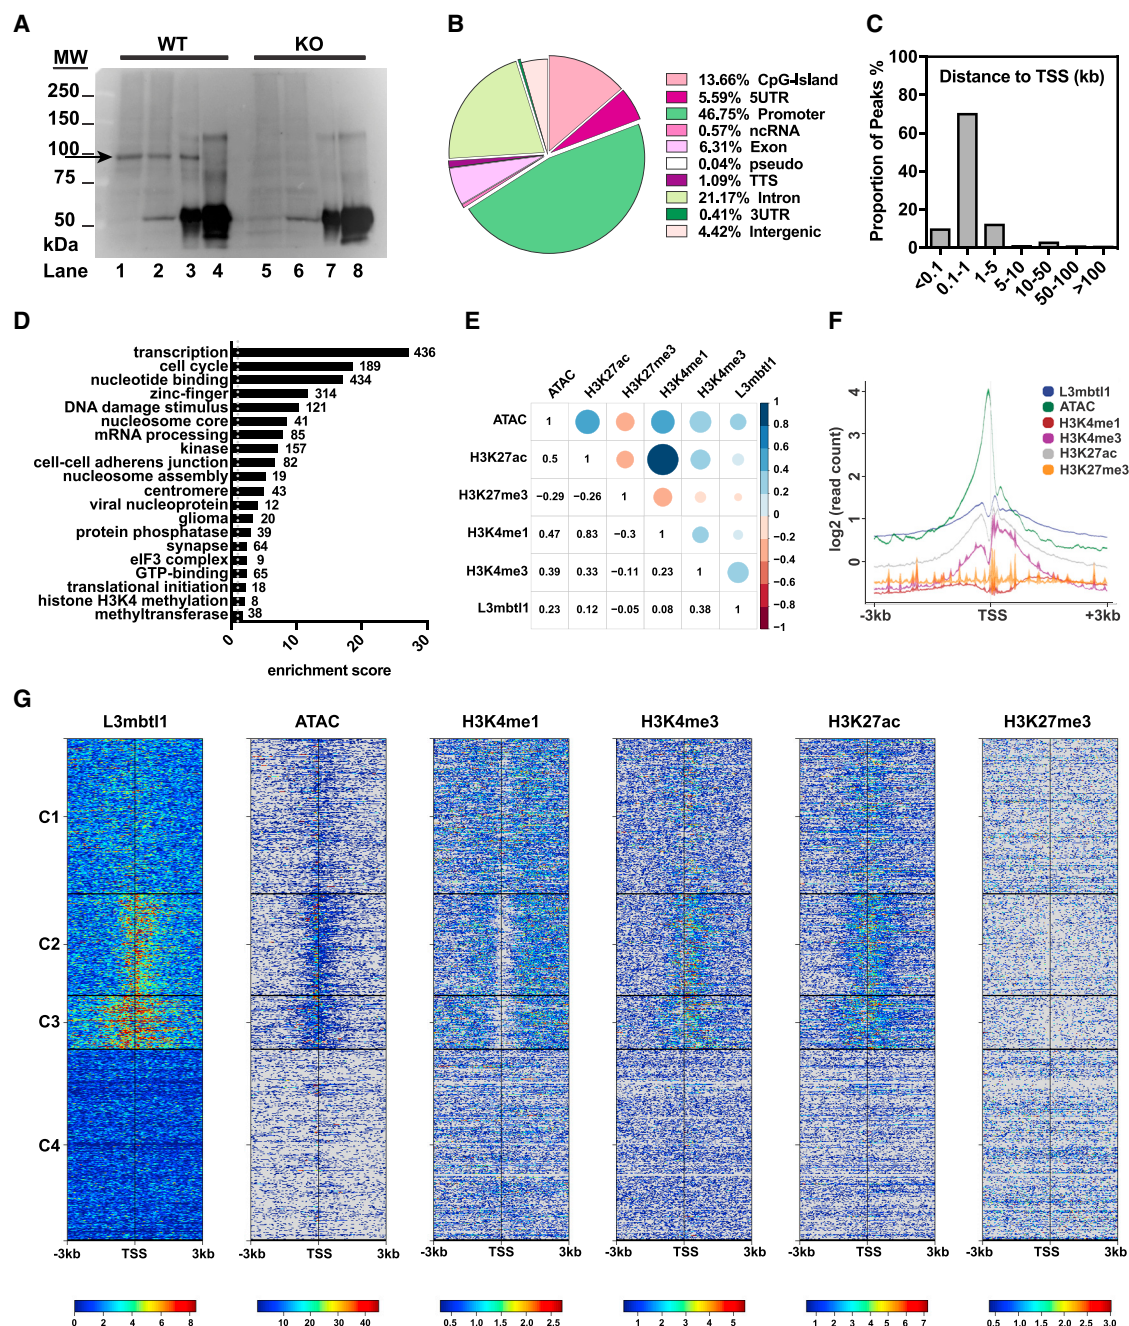 A
WT KO
MW
250
150
100
75
50
kDa
Lane 1 2 3 4 5 6 7 8
B
13.66% CpG-Island
5.59% 5UTR
46.75% Promoter
0.57% ncRNA
6.31% Exon
0.04% pseudo
1.09% TTS
21.17% Intron
0.41% 3UTR
4.42% Intergenic
C
Distance to TSS (kb)
Proportion of Peaks %
100
80
60
40
20
0
<0.1 0.1-1 1-5 5-10 10-50 50-100 >100
D
transcription 436
cell cycle 189
nucleotide binding 434
zinc-finger 314
DNA damage stimulus 121
nucleosome core 41
mRNA processing 85
kinase 157
cell-cell adherens junction 82
nucleosome assembly 19
centromere 43
viral nucleoprotein 12
glioma 20
protein phosphatase 39
synapse 64
eIF3 complex 9
GTP-binding 65
translational initiation 18
histone H3K4 methylation 8
methyltransferase 38
0 10 20 30
enrichment score
E
ATAC H3K27ac H3K27me3 H3K4me1 H3K4me3 L3mbtl1
ATAC 1
H3K27ac 0.5 1
H3K27me3 −0.29 −0.26 1
H3K4me1 0.47 0.83 −0.3 1
H3K4me3 0.39 0.33 −0.11 0.23 1
L3mbtl1 0.23 0.12 −0.05 0.08 0.38 1
1
0.8
0.6
0.4
0.2
0
−0.2
−0.4
−0.6
−0.8
−1
F
log2 (read count)
4
3
2
1
0
-3kb TSS +3kb
L3mbtl1
ATAC
H3K4me1
H3K4me3
H3K27ac
H3K27me3
G
L3mbtl1 ATAC H3K4me1 H3K4me3 H3K27ac H3K27me3
C1
C2
C3
C4
-3kb TSS 3kb -3kb TSS 3kb -3kb TSS 3kb -3kb TSS 3kb -3kb TSS 3kb -3kb TSS 3kb
0 2 4 6 8 10 20 30 40 0.5 1.0 1.5 2.0 2.5 1 2 3 4 5 1 2 3 4 5 6 7 0.5 1.0 1.5 2.0 2.5 3.0